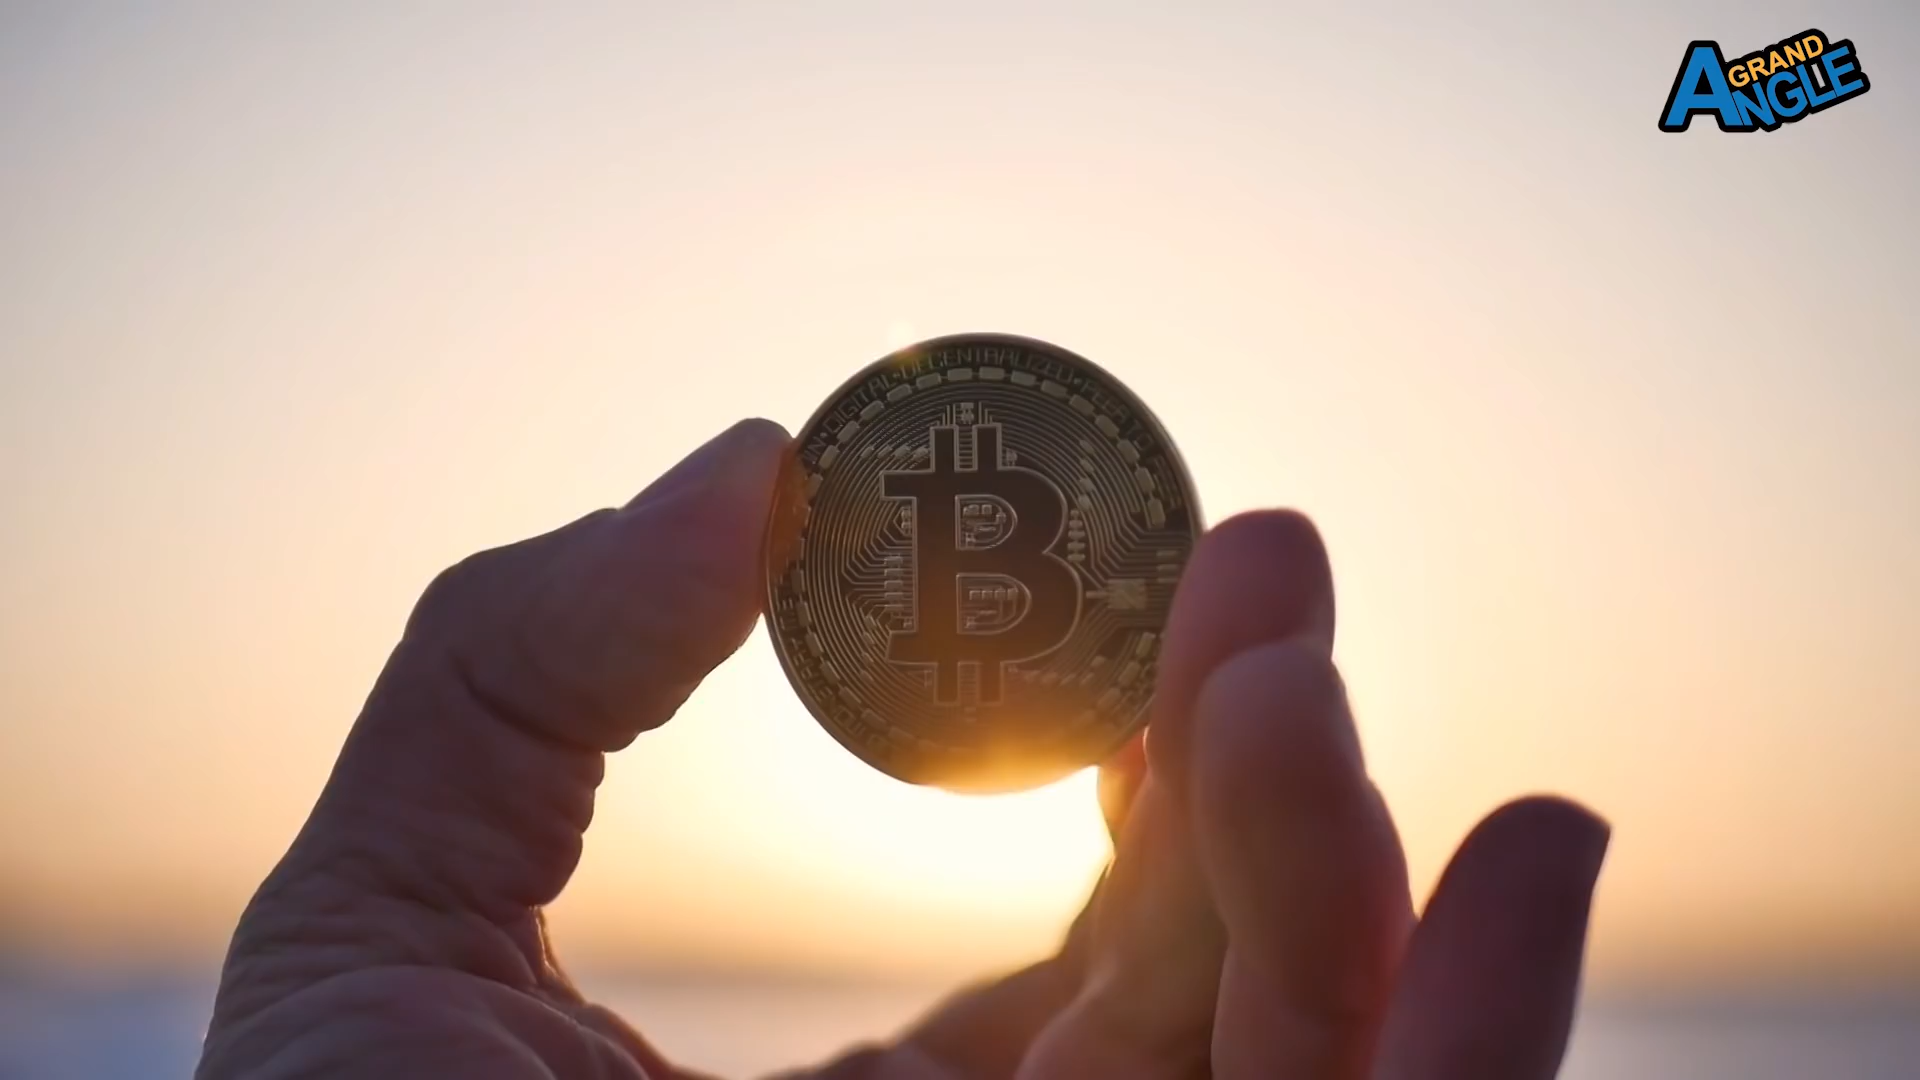 GRAND
ANGLE
DIGITAL • DECENTRALIZED • PEER TO
B